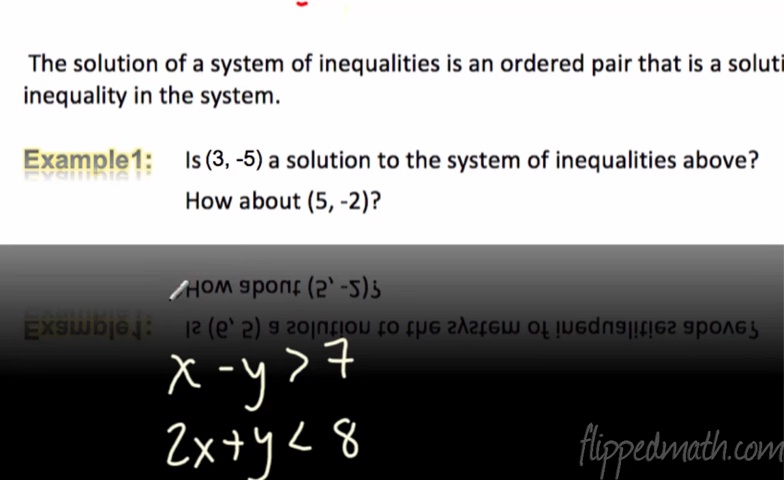 The solution of a system of inequalities is an ordered pair that is a soluti
inequality in the system.
Example1: Is (3, -5) a solution to the system of inequalities above?
How about (5, -2)?
x - y > 7
2x + y < 8
flippedmath.com